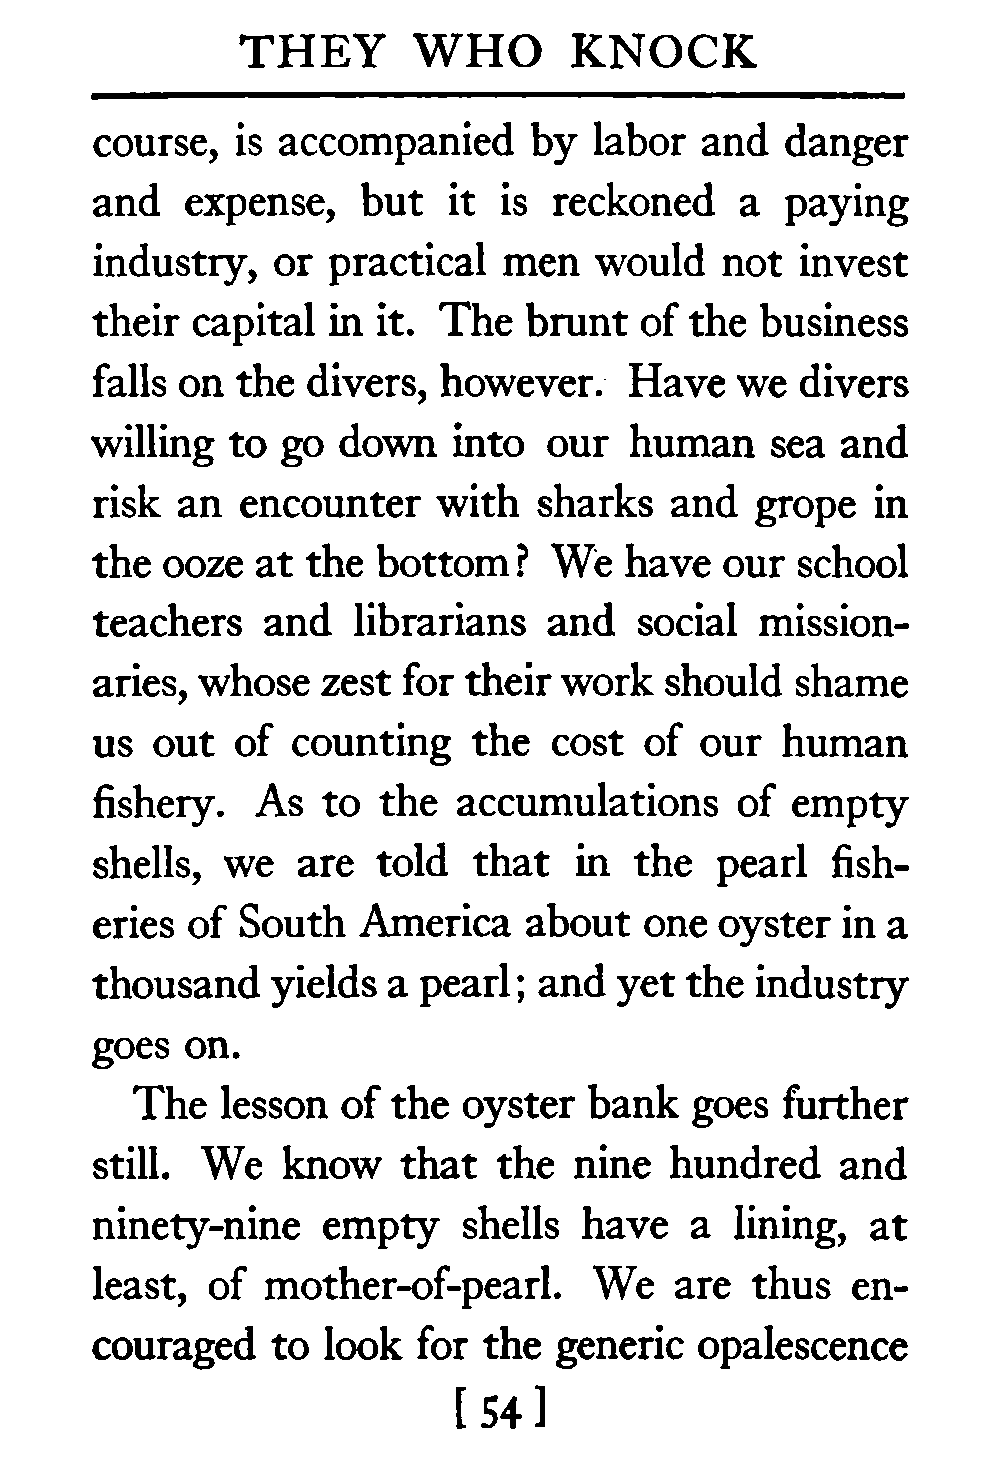 THEY WHO KNOCK
course, is accompanied by labor and danger
and expense, but it is reckoned a paying
industry, or practical men would not invest
their capital in it. The brunt of the business
falls on the divers, however. Have we divers
willing to go down into our human sea and
risk an encounter with sharks and grope in
the ooze at the bottom? We have our school
teachers and librarians and social mission-
aries, whose zest for their work should shame
us out of counting the cost of our human
fishery. As to the accumulations of empty
shells, we are told that in the pearl fish-
eries of South America about one oyster in a
thousand yields a pearl; and yet the industry
goes on.
The lesson of the oyster bank goes further
still. We know that the nine hundred and
ninety-nine empty shells have a lining, at
least, of mother-of-pearl. We are thus en-
couraged to look for the generic opalescence
[ 54 ]